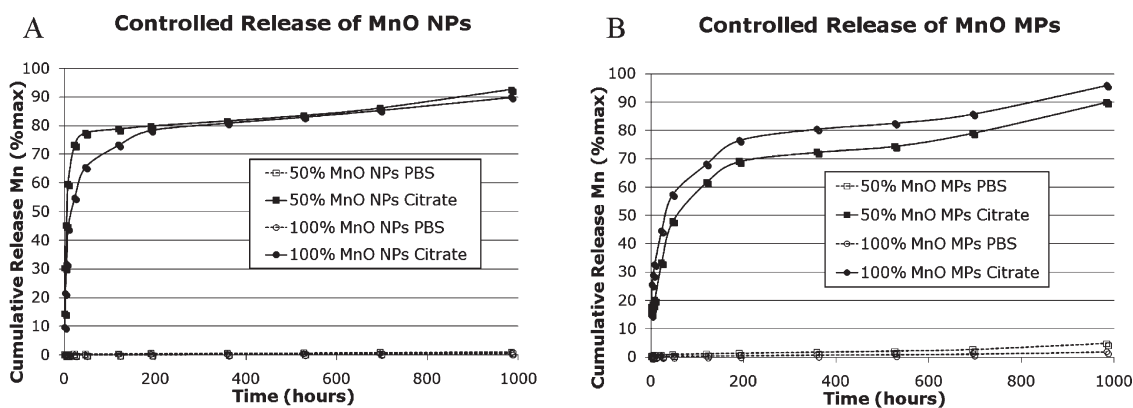 A
Controlled Release of MnO NPs
Cumulative Release Mn (%max)
100
90
80
70
60
50
40
30
20
10
0
50% MnO NPs PBS
50% MnO NPs Citrate
100% MnO NPs PBS
100% MnO NPs Citrate
0 200 400 600 800 1000
Time (hours)
B
Controlled Release of MnO MPs
Cumulative Release Mn (%max)
100
90
80
70
60
50
40
30
20
10
0
50% MnO MPs PBS
50% MnO MPs Citrate
100% MnO MPs PBS
100% MnO MPs Citrate
0 200 400 600 800 1000
Time (hours)